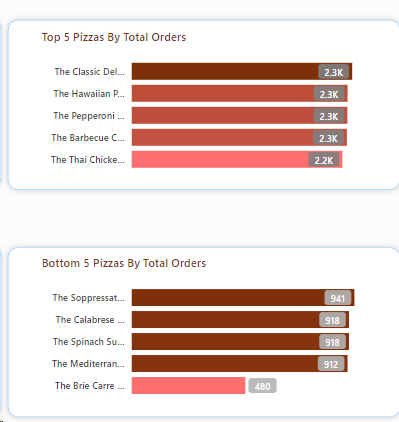 Top 5 Pizzas By Total Orders
The Classic Del... 2.3K
The Hawaiian P... 2.3K
The Pepperoni ... 2.3K
The Barbecue C... 2.3K
The Thai Chicke... 2.2K
Bottom 5 Pizzas By Total Orders
The Soppressat... 941
The Calabrese ... 918
The Spinach Su... 918
The Mediterran... 912
The Brie Carre ... 480